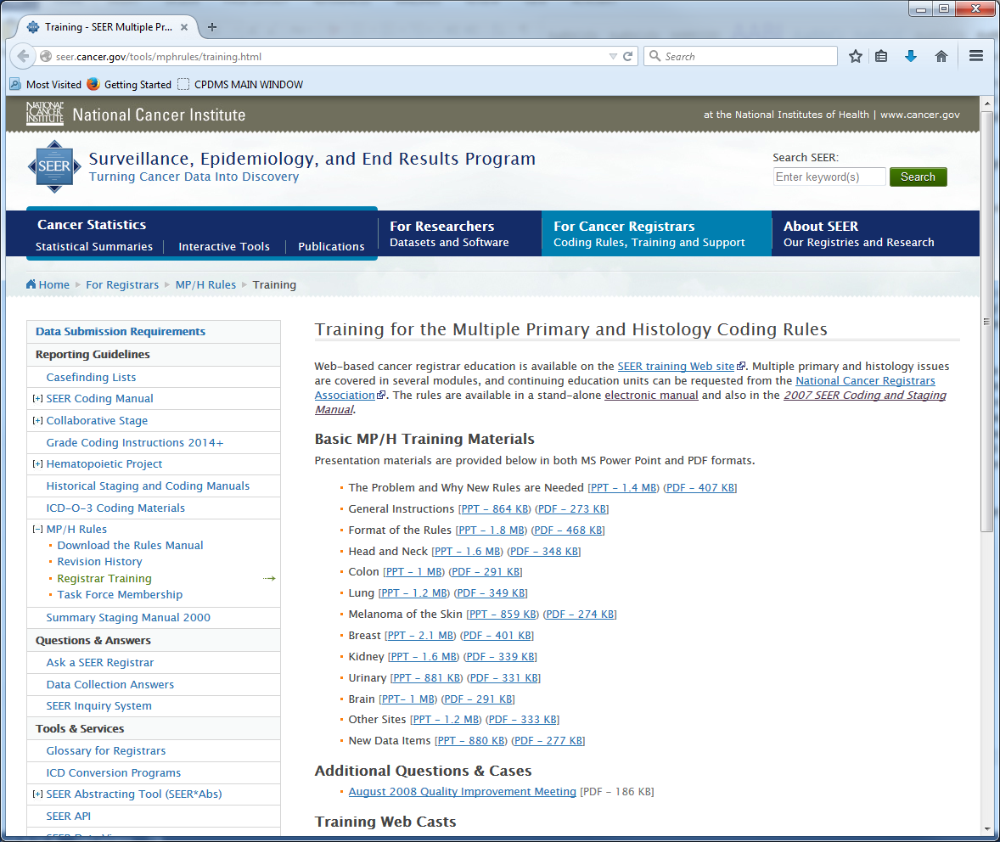 Training - SEER Multiple Pr...
seer.cancer.gov/tools/mphrules/training.html
Search
Most Visited
Getting Started
CPDMS MAIN WINDOW
NATIONAL CANCER INSTITUTE
National Cancer Institute
at the National Institutes of Health | www.cancer.gov
SEER
Surveillance, Epidemiology, and End Results Program
Turning Cancer Data Into Discovery
Search SEER:
Enter keyword(s)
Search
Cancer Statistics
Statistical Summaries
Interactive Tools
Publications
For Researchers
Datasets and Software
For Cancer Registrars
Coding Rules, Training and Support
About SEER
Our Registries and Research
Home
For Registrars
MP/H Rules
Training
Data Submission Requirements
Reporting Guidelines
Casefinding Lists
[+] SEER Coding Manual
[+] Collaborative Stage
Grade Coding Instructions 2014+
[+] Hematopoietic Project
Historical Staging and Coding Manuals
ICD-O-3 Coding Materials
[−] MP/H Rules
Download the Rules Manual
Revision History
Registrar Training
Task Force Membership
Summary Staging Manual 2000
Questions & Answers
Ask a SEER Registrar
Data Collection Answers
SEER Inquiry System
Tools & Services
Glossary for Registrars
ICD Conversion Programs
[+] SEER Abstracting Tool (SEER*Abs)
SEER API
Training for the Multiple Primary and Histology Coding Rules
Web-based cancer registrar education is available on the SEER training Web site. Multiple primary and histology issues
are covered in several modules, and continuing education units can be requested from the National Cancer Registrars
Association. The rules are available in a stand-alone electronic manual and also in the 2007 SEER Coding and Staging
Manual.
Basic MP/H Training Materials
Presentation materials are provided below in both MS Power Point and PDF formats.
The Problem and Why New Rules are Needed [PPT - 1.4 MB) (PDF - 407 KB]
General Instructions [PPT - 864 KB) (PDF - 273 KB]
Format of the Rules [PPT - 1.8 MB) (PDF - 468 KB]
Head and Neck [PPT - 1.6 MB) (PDF - 348 KB]
Colon [PPT - 1 MB) (PDF - 291 KB]
Lung [PPT - 1.2 MB) (PDF - 349 KB]
Melanoma of the Skin [PPT - 859 KB) (PDF - 274 KB]
Breast [PPT - 2.1 MB) (PDF - 401 KB]
Kidney [PPT - 1.6 MB) (PDF - 339 KB]
Urinary [PPT - 881 KB) (PDF - 331 KB]
Brain [PPT- 1 MB) (PDF - 291 KB]
Other Sites [PPT - 1.2 MB) (PDF - 333 KB]
New Data Items [PPT - 880 KB) (PDF - 277 KB]
Additional Questions & Cases
August 2008 Quality Improvement Meeting [PDF - 186 KB]
Training Web Casts